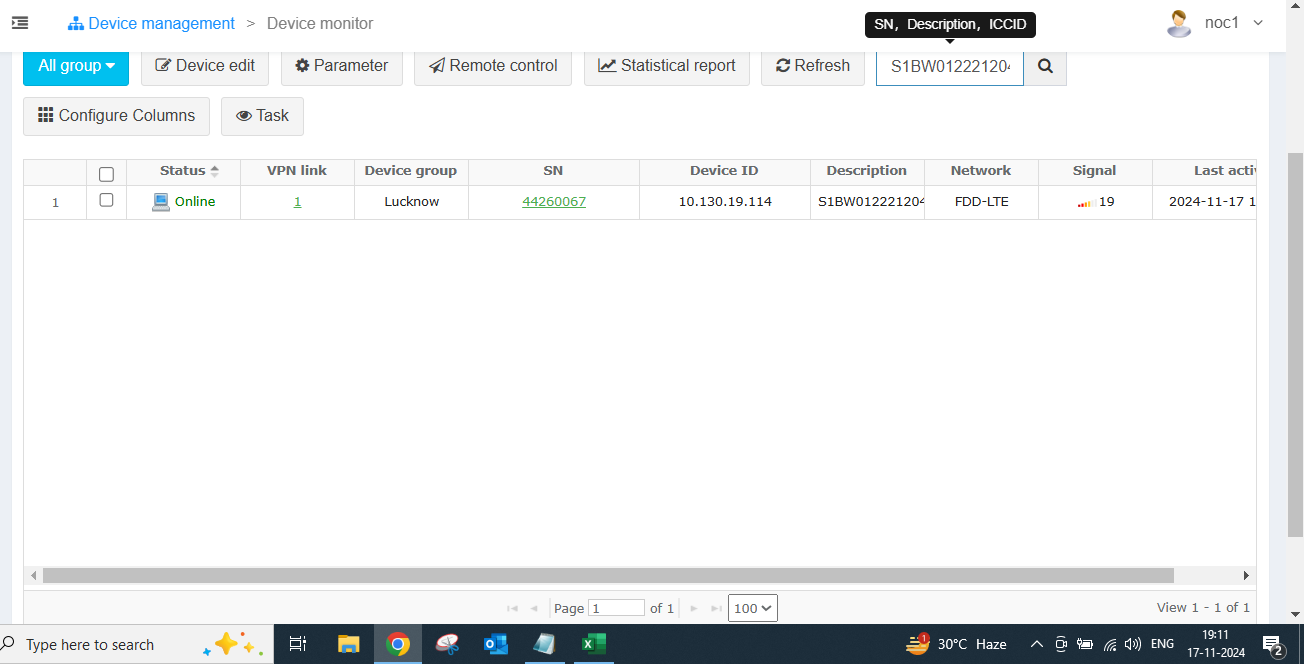 Device management > Device monitor
SN, Description, ICCID
noc1
All group
Device edit
Parameter
Remote control
Statistical report
Refresh
S1BW01222120
Configure Columns
Task
Status VPN link Device group SN Device ID Description Network Signal Last activ
1 Online 1 Lucknow 44260067 10.130.19.114 S1BW012221204 FDD-LTE 19 2024-11-17 1
Page 1 of 1 100
View 1 - 1 of 1
Type here to search
1
30°C Haze
ENG
19:11
17-11-2024
2